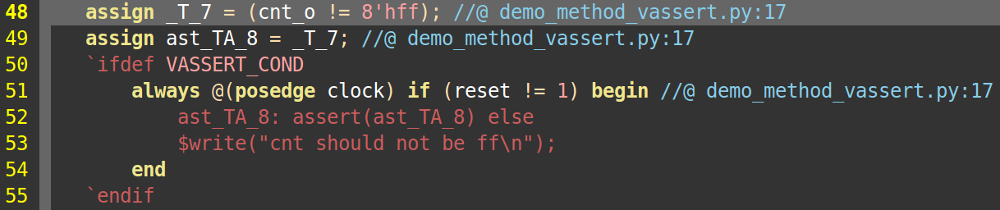 48 assign _T_7 = (cnt_o != 8'hff); //@ demo_method_vassert.py:17
49 assign ast_TA_8 = _T_7; //@ demo_method_vassert.py:17
50 `ifdef VASSERT_COND
51 always @(posedge clock) if (reset != 1) begin //@ demo_method_vassert.py:17
52 ast_TA_8: assert(ast_TA_8) else
53 $write("cnt should not be ff\n");
54 end
55 `endif